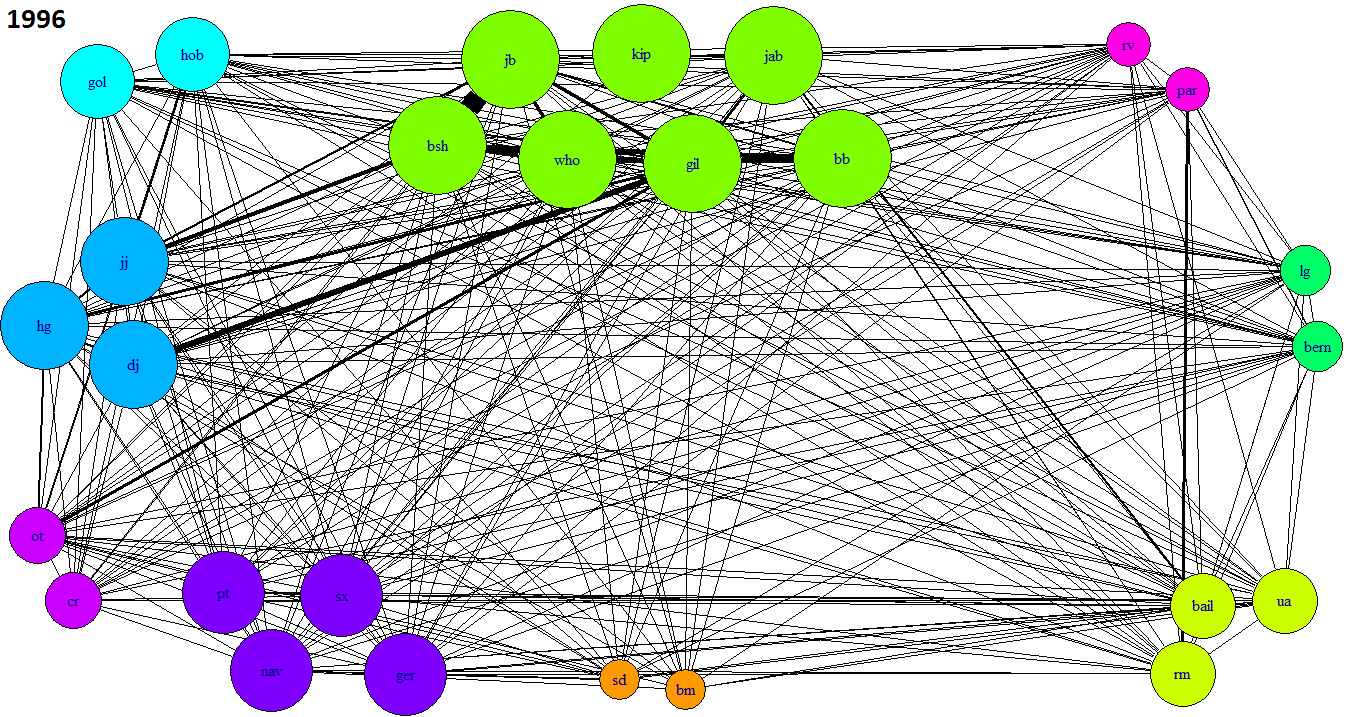 1996
gol
hob
jb
kip
jab
rv
par
bsh
who
gil
bb
jj
hg
dj
lg
bern
ot
cr
pt
sx
nav
ger
sd
bm
bail
ua
rm